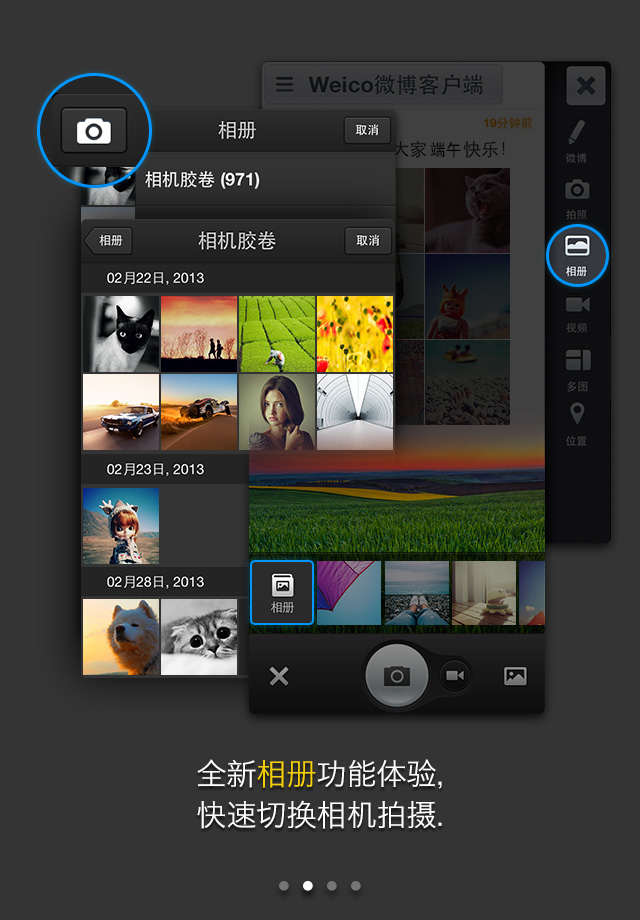 Weico微博客户端
19分钟前
大家端午快乐！
相册
取消
相机胶卷 (971)
相册
相机胶卷
取消
02月22日, 2013
02月23日, 2013
02月28日, 2013
微博
拍照
相册
视频
多图
位置
相册
全新相册功能体验,
快速切换相机拍摄.